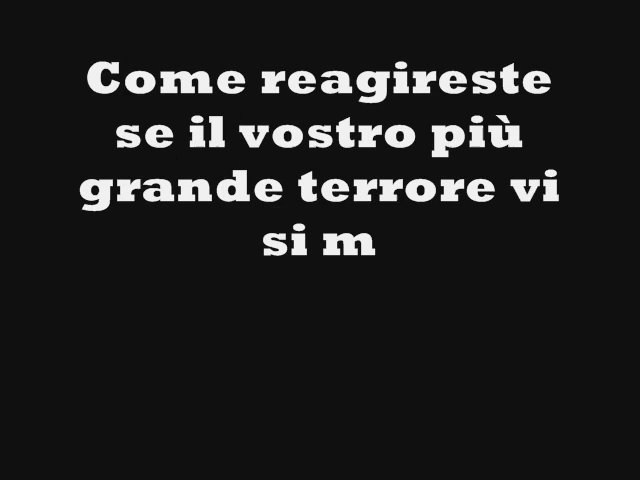 Come reagireste
se il vostro più
grande terrore vi
si m